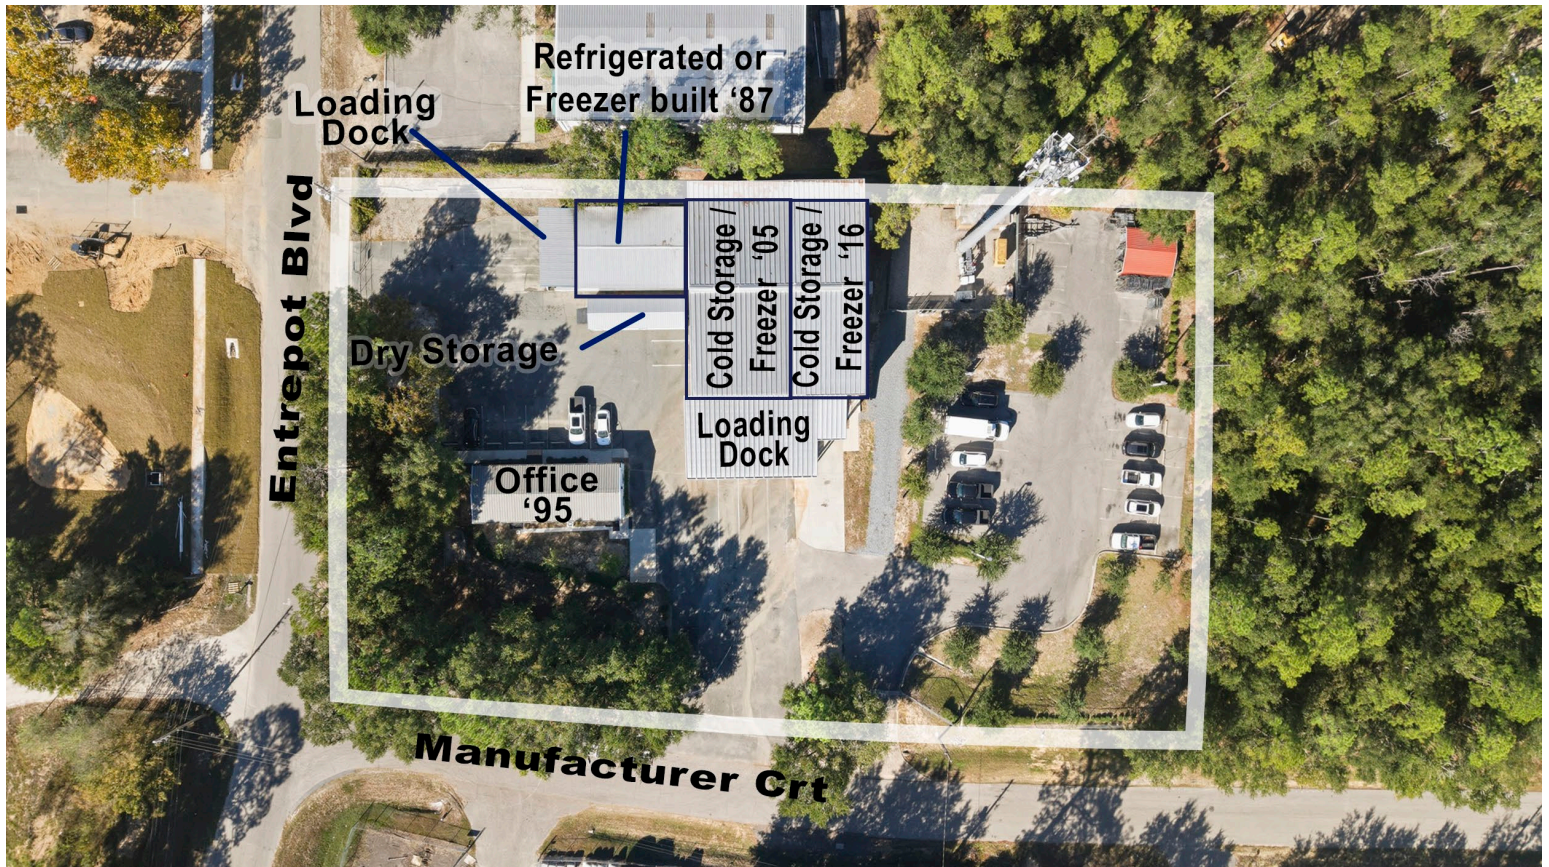 Refrigerated or
Freezer built ‘87
Loading
Dock
Entrepot Blvd
Cold Storage /
Freezer ‘05
Cold Storage /
Freezer ‘16
Dry Storage
Loading
Dock
Office
‘95
Manufacturer Crt